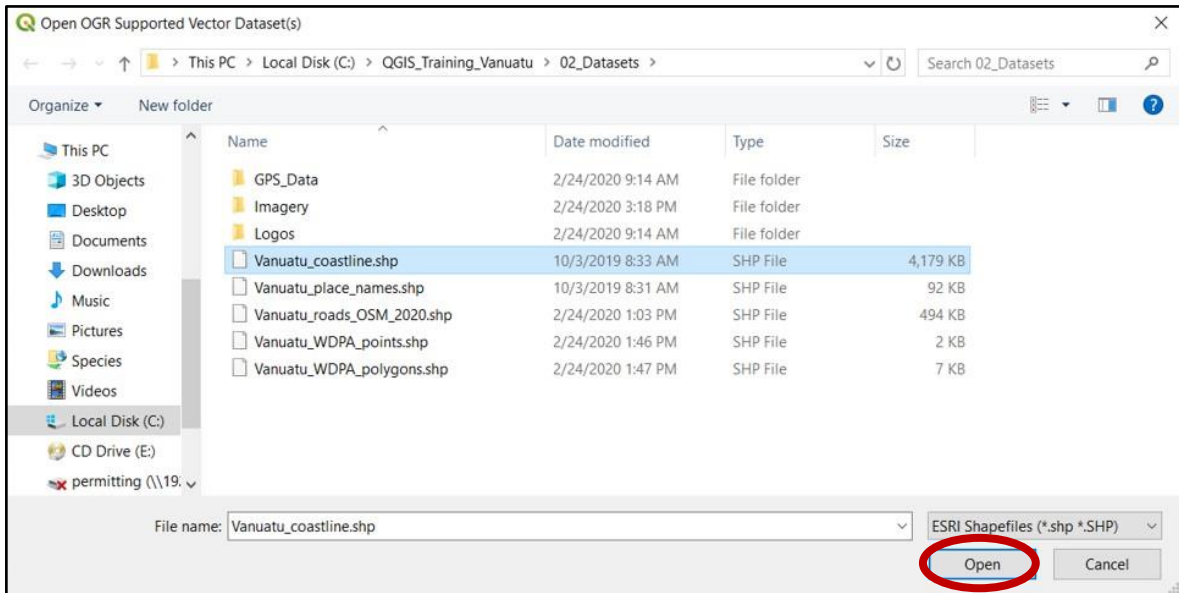 Open OGR Supported Vector Dataset(s)
This PC > Local Disk (C:) > QGIS_Training_Vanuatu > 02_Datasets >
Search 02_Datasets
Organize
New folder
Name Date modified Type Size
This PC
3D Objects
Desktop
Documents
Downloads
Music
Pictures
Species
Videos
Local Disk (C:)
CD Drive (E:)
permitting (\\19.
GPS_Data 2/24/2020 9:14 AM File folder
Imagery 2/24/2020 3:18 PM File folder
Logos 2/24/2020 9:14 AM File folder
Vanuatu_coastline.shp 10/3/2019 8:33 AM SHP File 4,179 KB
Vanuatu_place_names.shp 10/3/2019 8:31 AM SHP File 92 KB
Vanuatu_roads_OSM_2020.shp 2/24/2020 1:03 PM SHP File 494 KB
Vanuatu_WDPA_points.shp 2/24/2020 1:46 PM SHP File 2 KB
Vanuatu_WDPA_polygons.shp 2/24/2020 1:47 PM SHP File 7 KB
File name: Vanuatu_coastline.shp
ESRI Shapefiles (*.shp *.SHP)
Open
Cancel